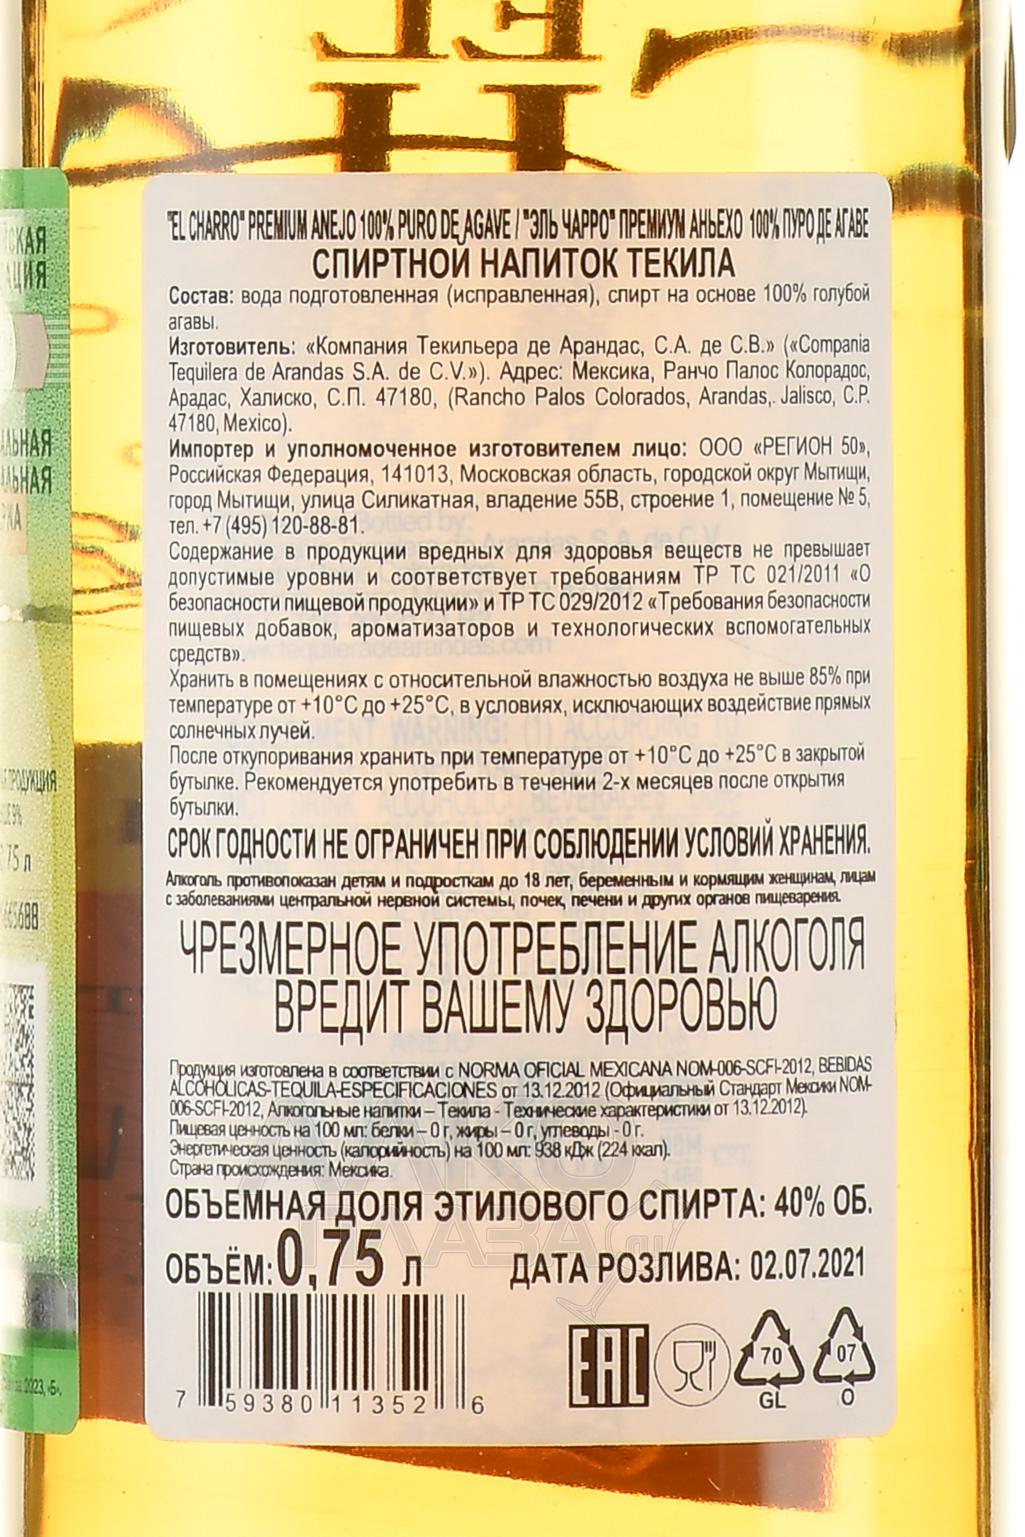 "EL CHARRO" PREMIUM ANEJO 100% PURO DE AGAVE / "ЭЛЬ ЧАРРО" ПРЕМИУМ АНЬЕХО 100% ПУРО ДЕ АГАВЕ
СПИРТНОЙ НАПИТОК ТЕКИЛА
Состав: вода подготовленная (исправленная), спирт на основе 100% голубой
агавы.
Изготовитель: «Компания Текильера де Арандас, С.А. де С.В.» («Compania
Tequilera de Arandas S.A. de C.V.»). Адрес: Мексика, Ранчо Палос Колорадос,
Арадас, Халиско, С.П. 47180, (Rancho Palos Colorados, Arandas,. Jalisco, C.P.
47180, Mexico).
Импортер и уполномоченное изготовителем лицо: ООО «РЕГИОН 50»,
Российская Федерация, 141013, Московская область, городской округ Мытищи,
город Мытищи, улица Силикатная, владение 55В, строение 1, помещение № 5,
тел. +7 (495) 120-88-81.
Содержание в продукции вредных для здоровья веществ не превышает
допустимые уровни и соответствует требованиям ТР ТС 021/2011 «О
безопасности пищевой продукции» и ТР ТС 029/2012 «Требования безопасности
пищевых добавок, ароматизаторов и технологических вспомогательных
средств».
Хранить в помещениях с относительной влажностью воздуха не выше 85% при
температуре от +10°С до +25°С, в условиях, исключающих воздействие прямых
солнечных лучей.
После откупоривания хранить при температуре от +10°С до +25°С в закрытой
бутылке. Рекомендуется употребить в течении 2-х месяцев после открытия
бутылки.
СРОК ГОДНОСТИ НЕ ОГРАНИЧЕН ПРИ СОБЛЮДЕНИИ УСЛОВИЙ ХРАНЕНИЯ.
Алкоголь противопоказан детям и подросткам до 18 лет, беременным и кормящим женщинам, лицам
с заболеваниями центральной нервной системы, почек, печени и других органов пищеварения.
ЧРЕЗМЕРНОЕ УПОТРЕБЛЕНИЕ АЛКОГОЛЯ
ВРЕДИТ ВАШЕМУ ЗДОРОВЬЮ
Продукция изготовлена в соответствии с NORMA OFICIAL MEXICANA NOM-006-SCFI-2012, BEBIDAS
ALCOHOLICAS-TEQUILA-ESPECIFICACIONES от 13.12.2012 (Официальный Стандарт Мексики NOM-
006-SCFI-2012, Алкогольные напитки – Текила - Технические характеристики от 13.12.2012).
Пищевая ценность на 100 мл: белки – 0 г, жиры – 0 г, углеводы - 0 г.
Энергетическая ценность (калорийность) на 100 мл: 938 кДж (224 ккал).
Страна происхождения: Мексика.
ОБЪЕМНАЯ ДОЛЯ ЭТИЛОВОГО СПИРТА: 40% ОБ.
ОБЪЁМ: 0,75 л ДАТА РОЗЛИВА: 02.07.2021
7 59380 11352 6
EAC
70
GL
07
O